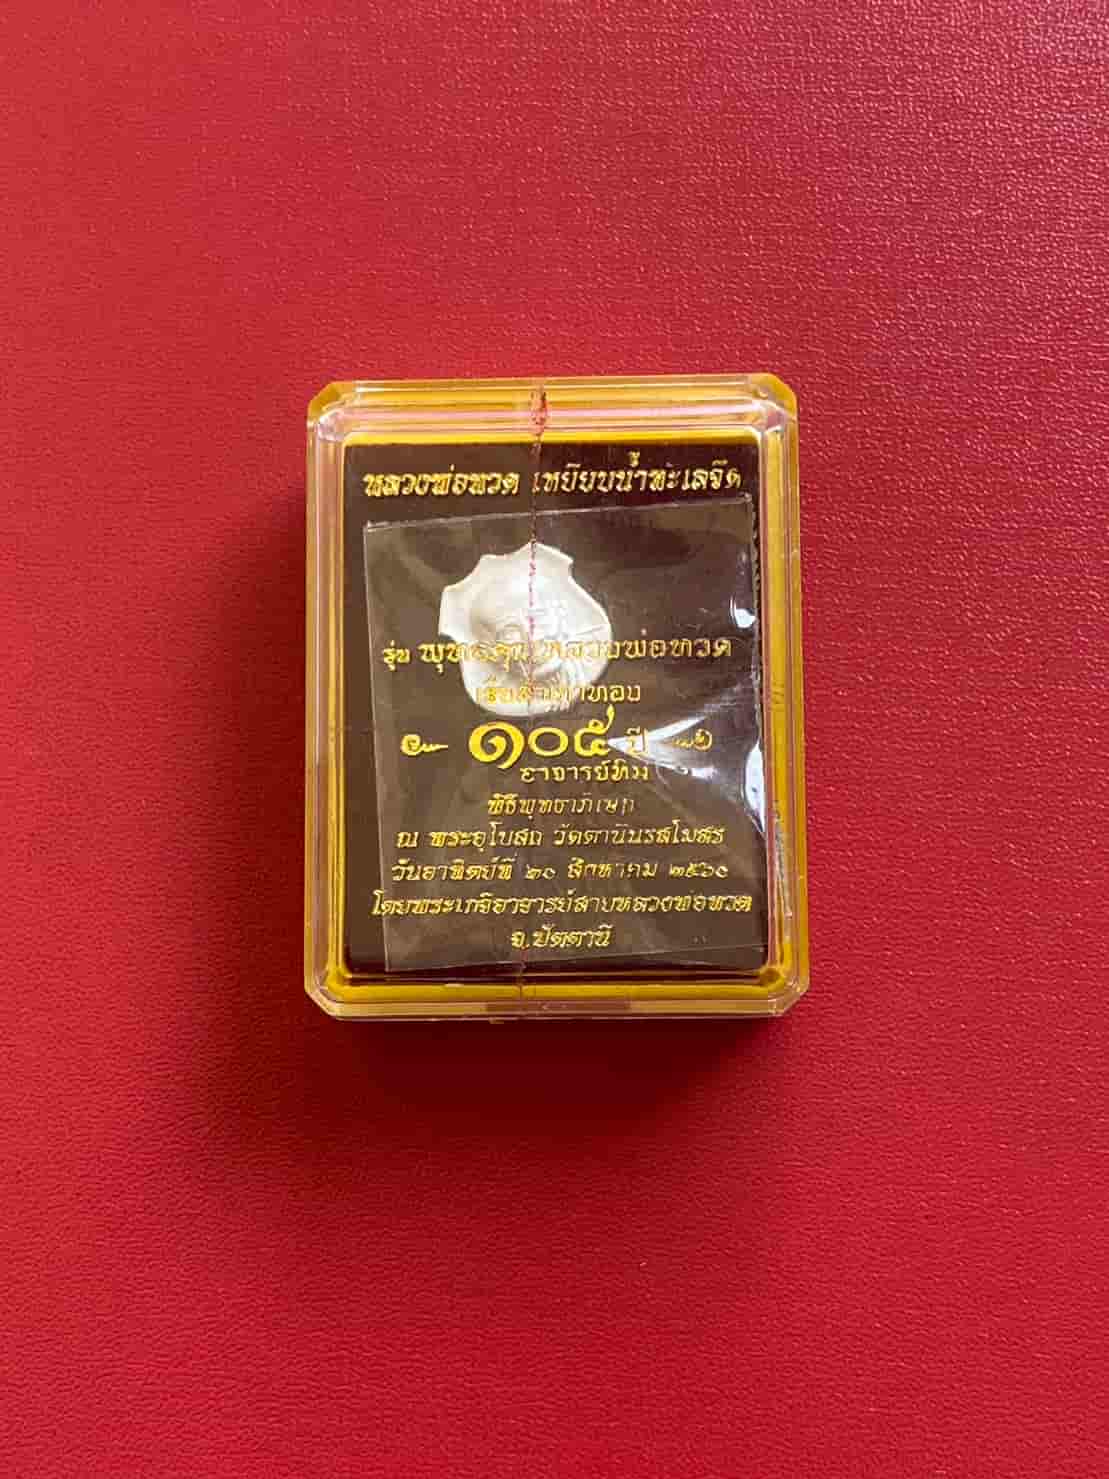 หลวงพ่อทวด เหยียบน้ำทะเลจืด
รุ่น พุทธคุณหลวงพ่อทวด
๑๐๕ ปี
อาจารย์ทิม
พิธีพุทธาภิเษก
ณ พระอุโบสถ วัดตานีนรสโมสร
วันอาทิตย์ที่ ๒๐ สิงหาคม ๒๕๖๐
โดยพระเกจิอาจารย์สายหลวงพ่อทวด
จ.ปัตตานี